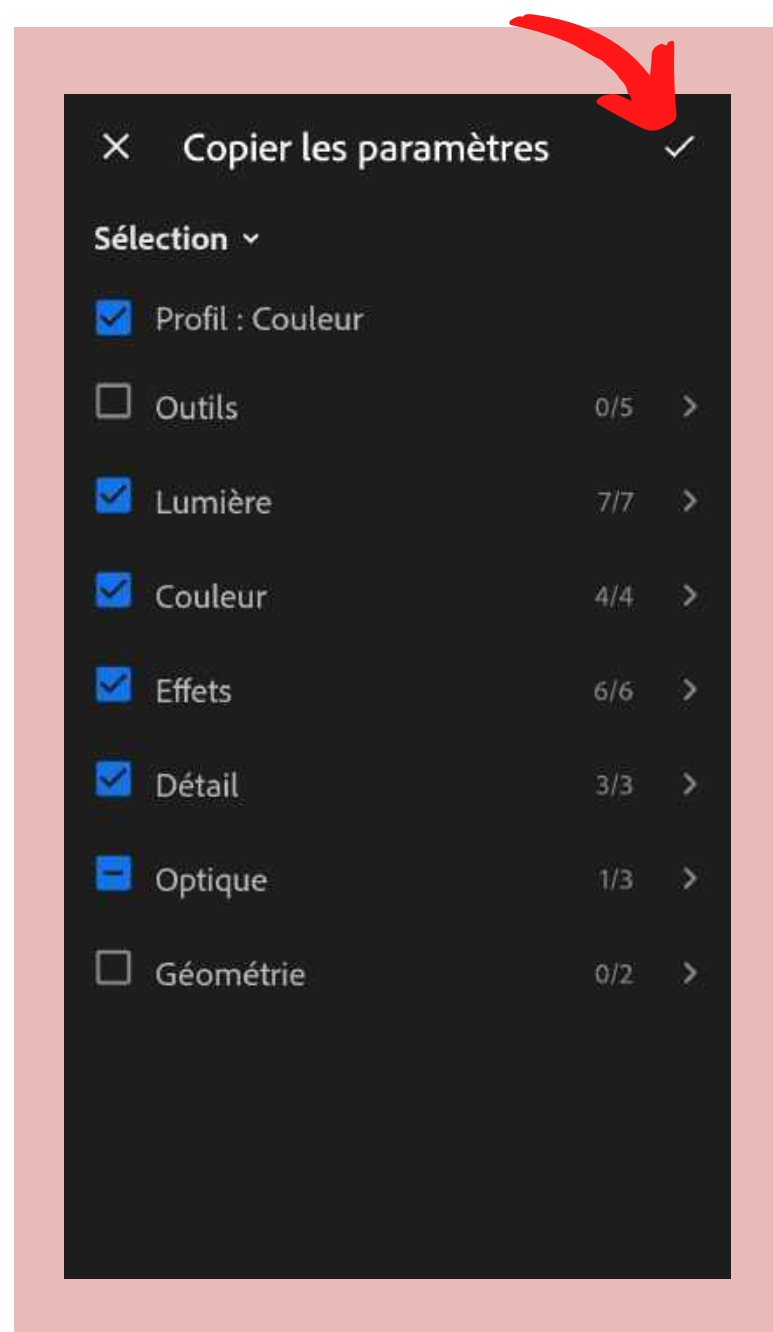 Copier les paramètres
Sélection
Profil : Couleur
Outils 0/5
Lumière 7/7
Couleur 4/4
Effets 6/6
Détail 3/3
Optique 1/3
Géométrie 0/2